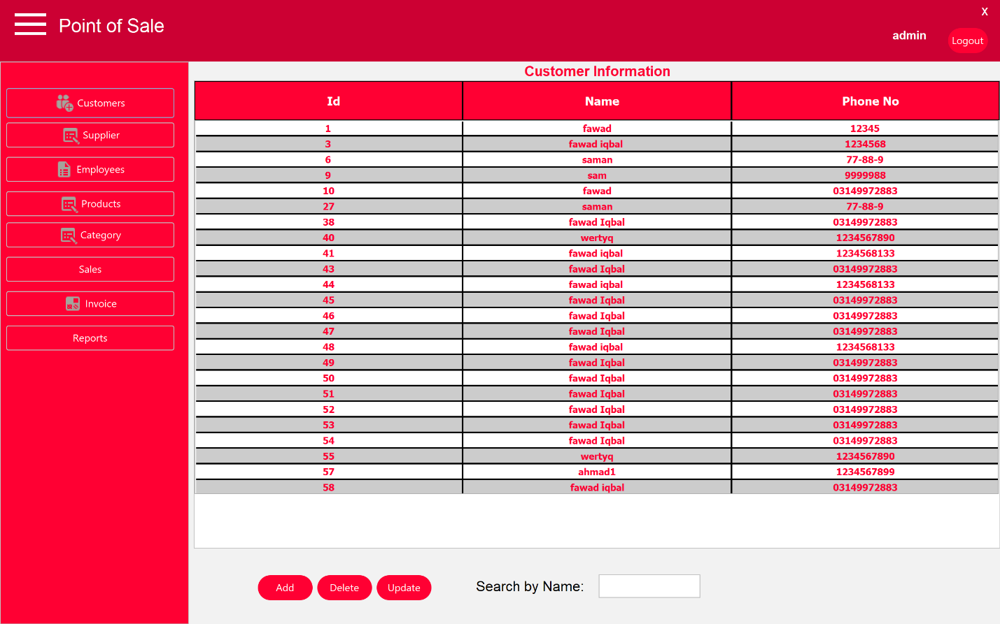 X
Point of Sale
admin
Logout
Customers
Supplier
Employees
Products
Category
Sales
Invoice
Reports
Customer Information
Id Name Phone No
1 fawad 12345
3 fawad iqbal 1234568
6 saman 77-88-9
9 sam 9999988
10 fawad 03149972883
27 saman 77-88-9
38 fawad Iqbal 03149972883
40 wertyq 1234567890
41 fawad iqbal 1234568133
43 fawad Iqbal 03149972883
44 fawad iqbal 1234568133
45 fawad Iqbal 03149972883
46 fawad Iqbal 03149972883
47 fawad Iqbal 03149972883
48 fawad iqbal 1234568133
49 fawad Iqbal 03149972883
50 fawad Iqbal 03149972883
51 fawad Iqbal 03149972883
52 fawad Iqbal 03149972883
53 fawad Iqbal 03149972883
54 fawad Iqbal 03149972883
55 wertyq 1234567890
57 ahmad1 1234567899
58 fawad iqbal 03149972883
Add Delete Update Search by Name: